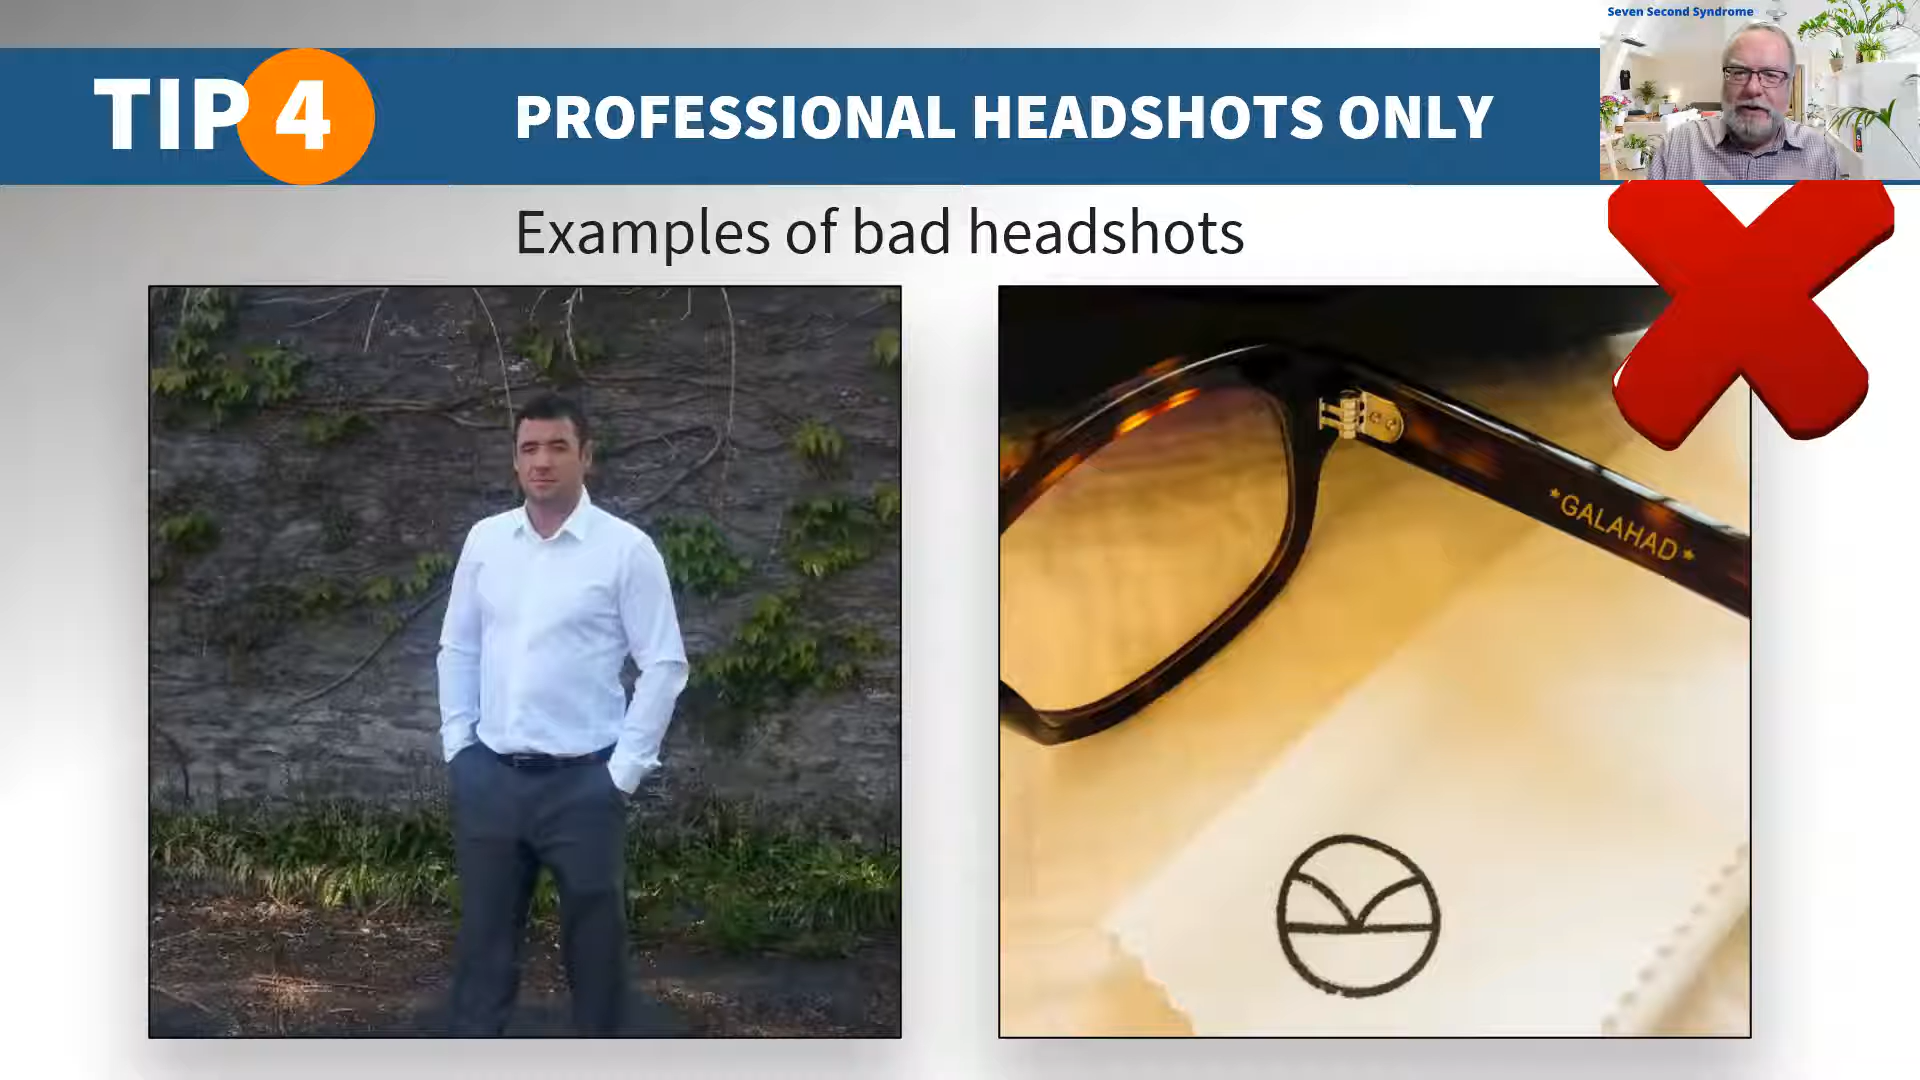 Seven Second Syndrome
TIP 4
PROFESSIONAL HEADSHOTS ONLY
Examples of bad headshots
*GALAHAD*